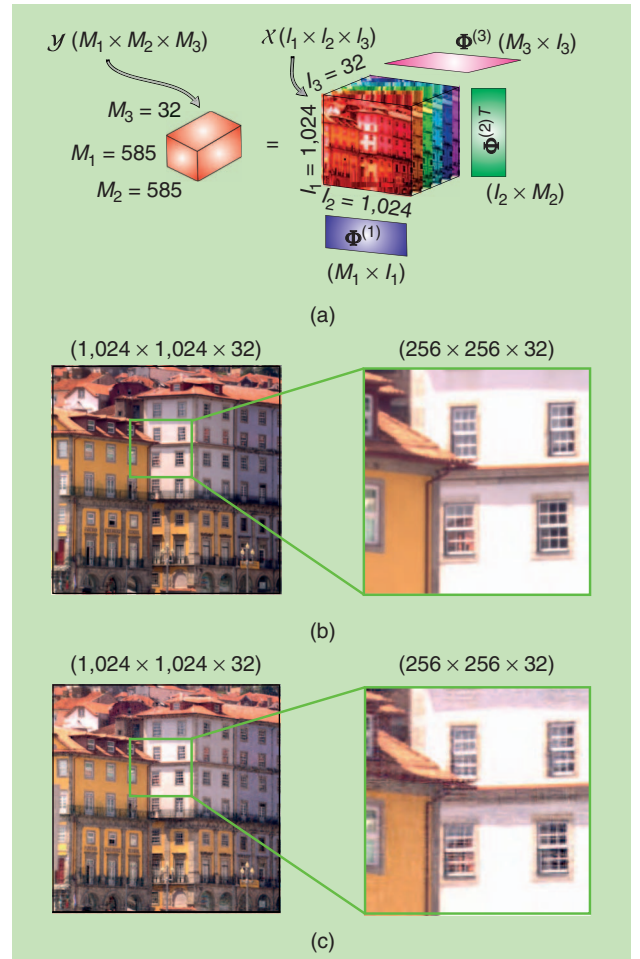 𝒴 (M₁ × M₂ × M₃)
X (I₁ × I₂ × I₃)
Φ⁽³⁾ (M₃ × I₃)
I₃ = 32
M₃ = 32
M₁ = 585
M₂ = 585
=
I₁ = 1,024
I₂ = 1,024
Φ⁽²⁾ᵀ
(I₂ × M₂)
Φ⁽¹⁾
(M₁ × I₁)
(a)
(1,024 × 1,024 × 32) (256 × 256 × 32)
(b)
(1,024 × 1,024 × 32) (256 × 256 × 32)
(c)